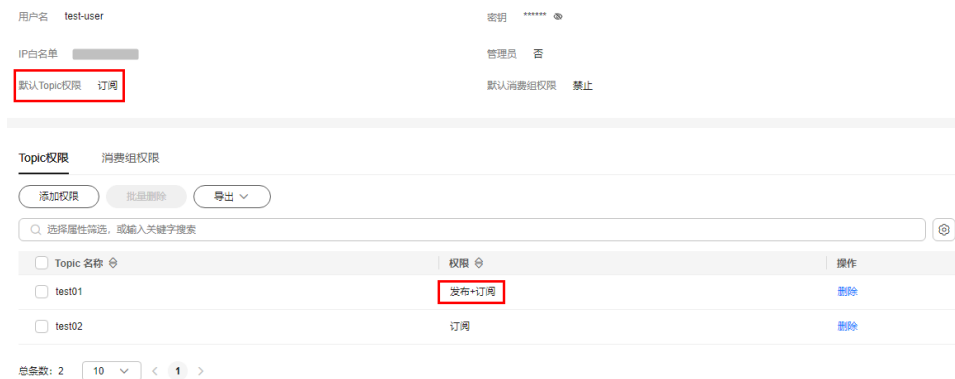 用户名 test-user 密钥 ******
IP白名单 管理员 否
默认Topic权限 订阅 默认消费组权限 禁止
Topic权限 消费组权限
添加权限 批量删除 导出
选择属性筛选，或输入关键字搜索
Topic 名称 权限 操作
test01 发布+订阅 删除
test02 订阅 删除
总条数: 2 10 < 1 >